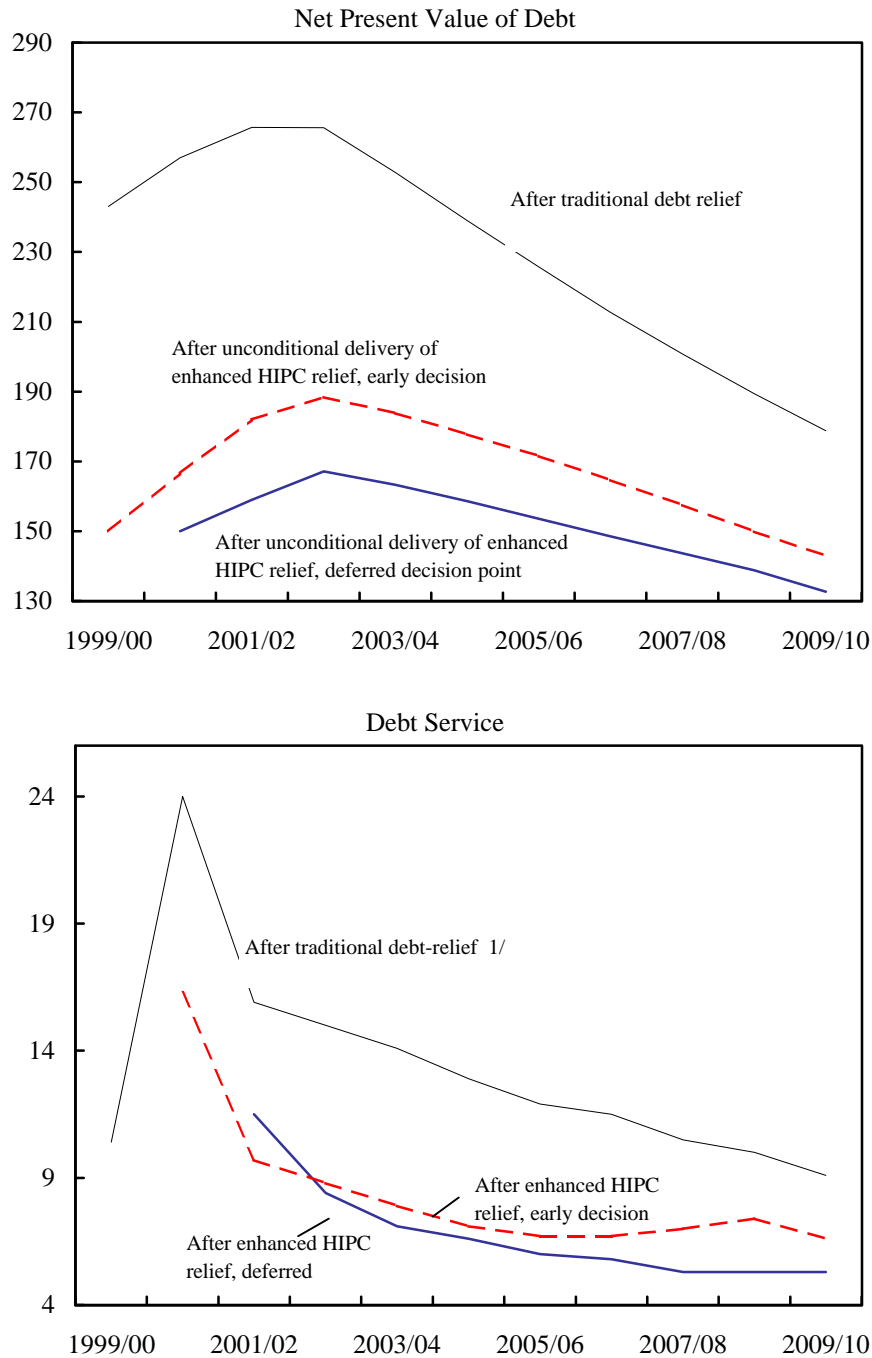 Net Present Value of Debt
290
270
250
230
210
190
170
150
130
After traditional debt relief
After unconditional delivery of
enhanced HIPC relief, early decision
After unconditional delivery of enhanced
HIPC relief, deferred decision point
1999/00 2001/02 2003/04 2005/06 2007/08 2009/10
Debt Service
24
19
14
9
4
After traditional debt-relief 1/
After enhanced HIPC
relief, early decision
After enhanced HIPC
relief, deferred
1999/00 2001/02 2003/04 2005/06 2007/08 2009/10